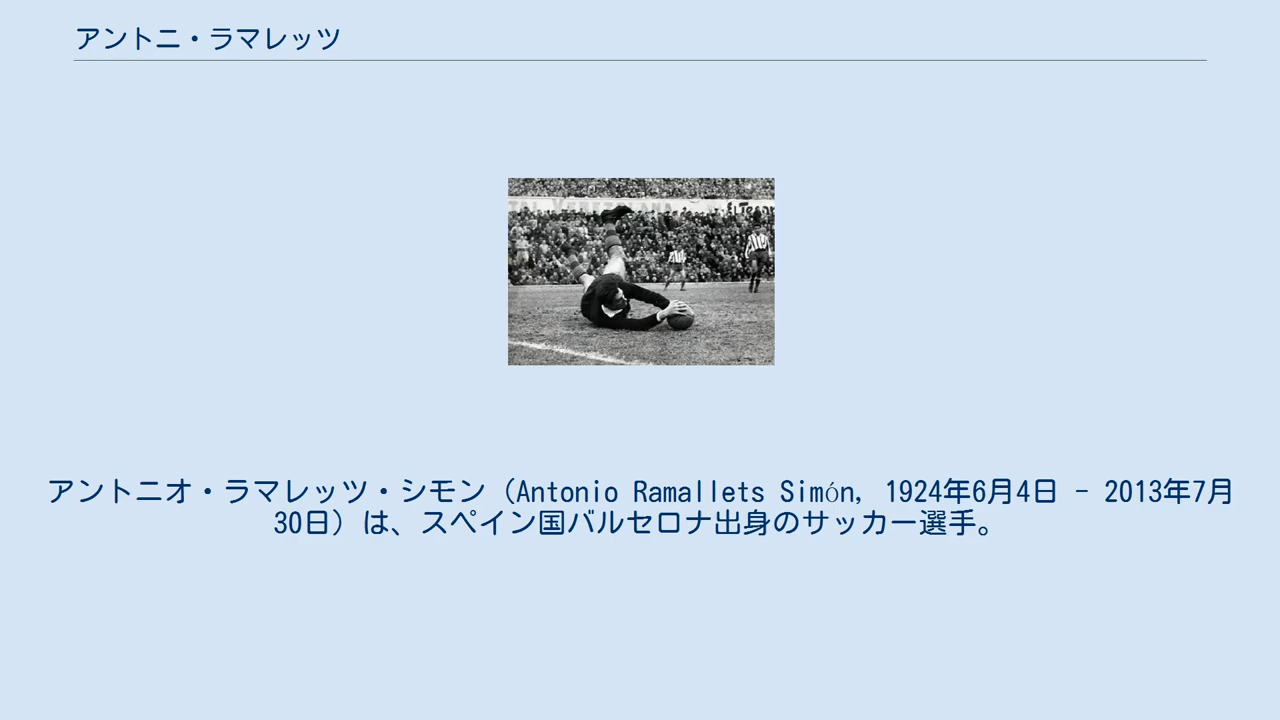 アントニ・ラマレッツ
アントニオ・ラマレッツ・シモン（Antonio Ramallets Simón, 1924年6月4日 - 2013年7月
30日）は、スペイン国バルセロナ出身のサッカー選手。